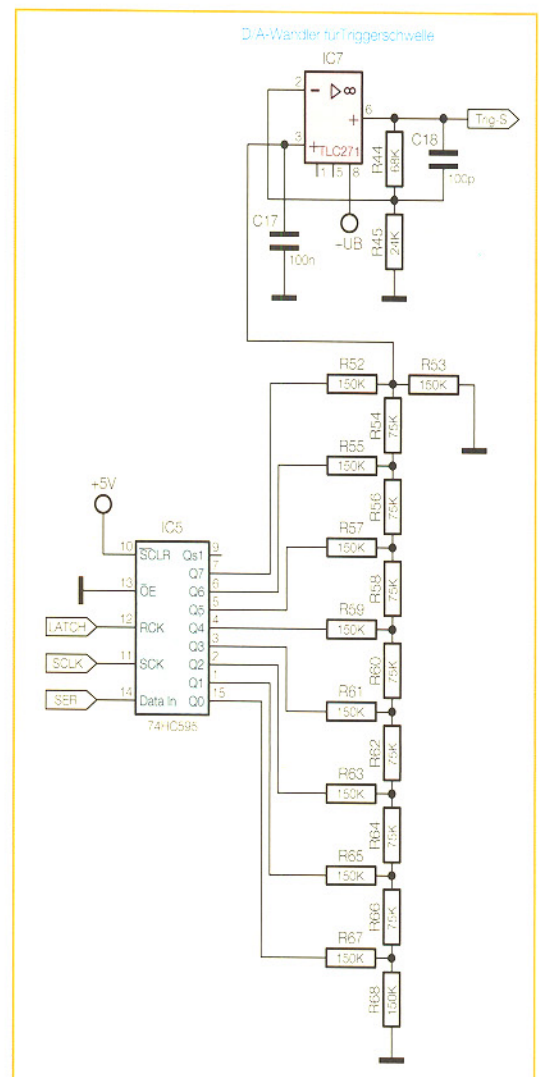 D/A-Wandler fürTriggerschwelle
IC7
2
3
6
TLC271
1 5 8
-UB
Trig-S
R44
68K
C18
100p
R45
24K
C17
100n
R52
150K
R53
150K
R54
75K
R55
150K
R56
75K
R57
150K
R58
75K
R59
150K
R60
75K
R61
150K
R62
75K
R63
150K
R64
75K
R65
150K
R66
75K
R67
150K
R68
150K
+5V
IC5
10 SCLR Qs1 9
Q7 7
13 OE Q6 6
Q5 5
LATCH 12 RCK Q4 4
Q3 3
SCLK 11 SCK Q2 2
Q1 1
SER 14 Data In Q0 15
74HC595